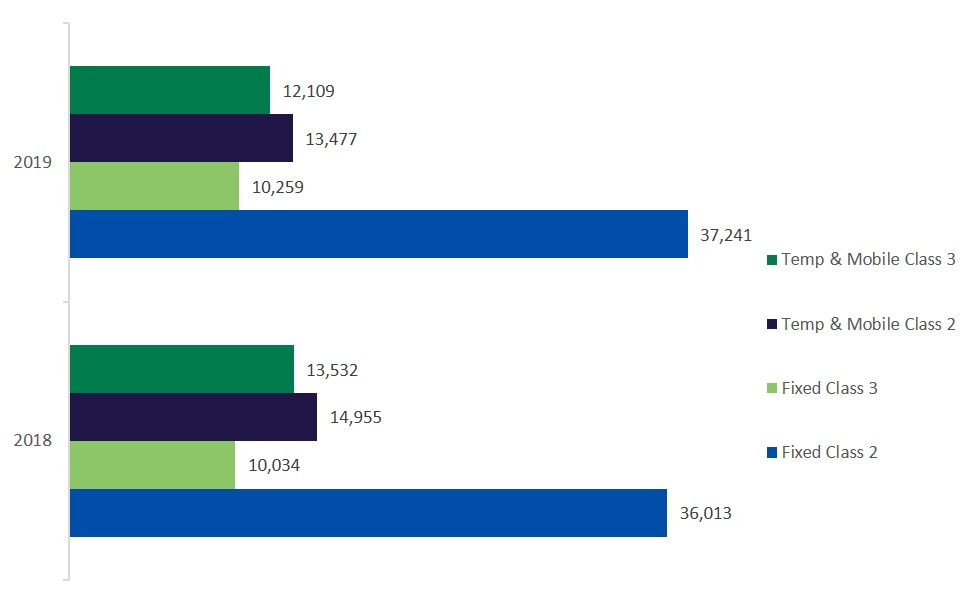 12,109
13,477
2019
10,259
37,241
Temp & Mobile Class 3
Temp & Mobile Class 2
13,532
Fixed Class 3
14,955
2018
Fixed Class 2
10,034
36,013